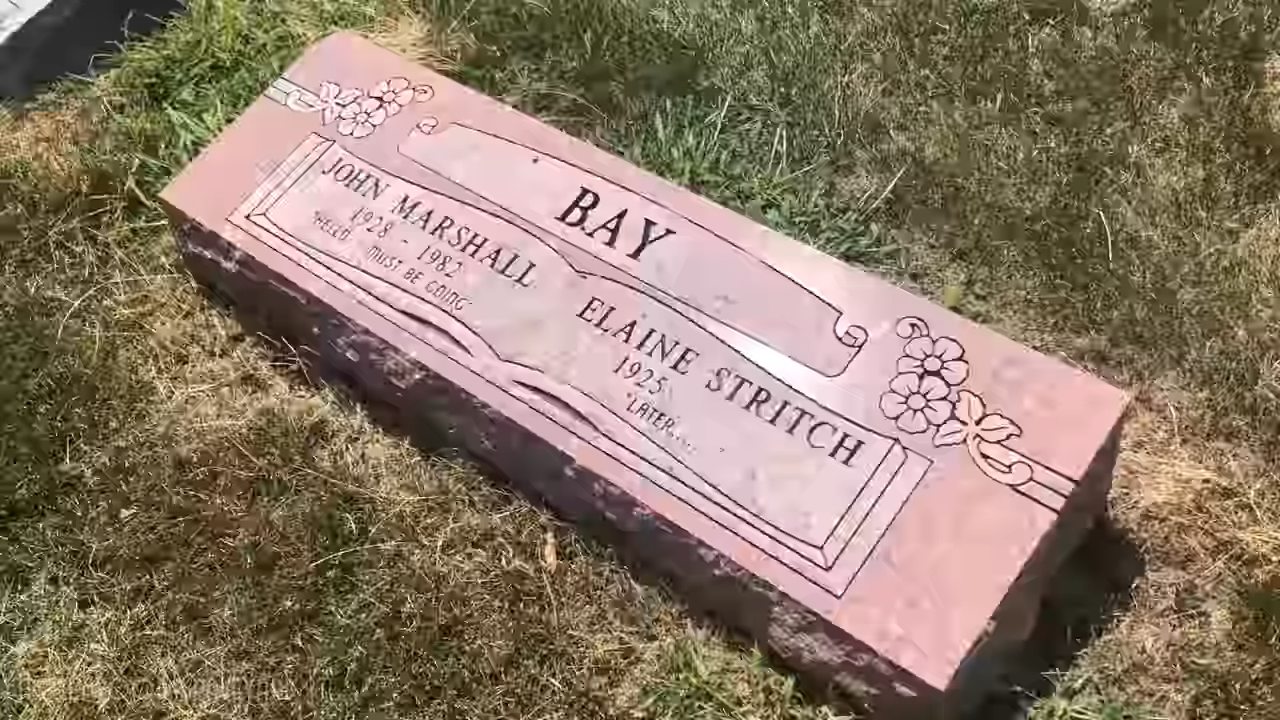 BAY
JOHN MARSHALL
1928 - 1982
"HELLO, MUST BE GOING"
ELAINE STRITCH
1925
"LATER....